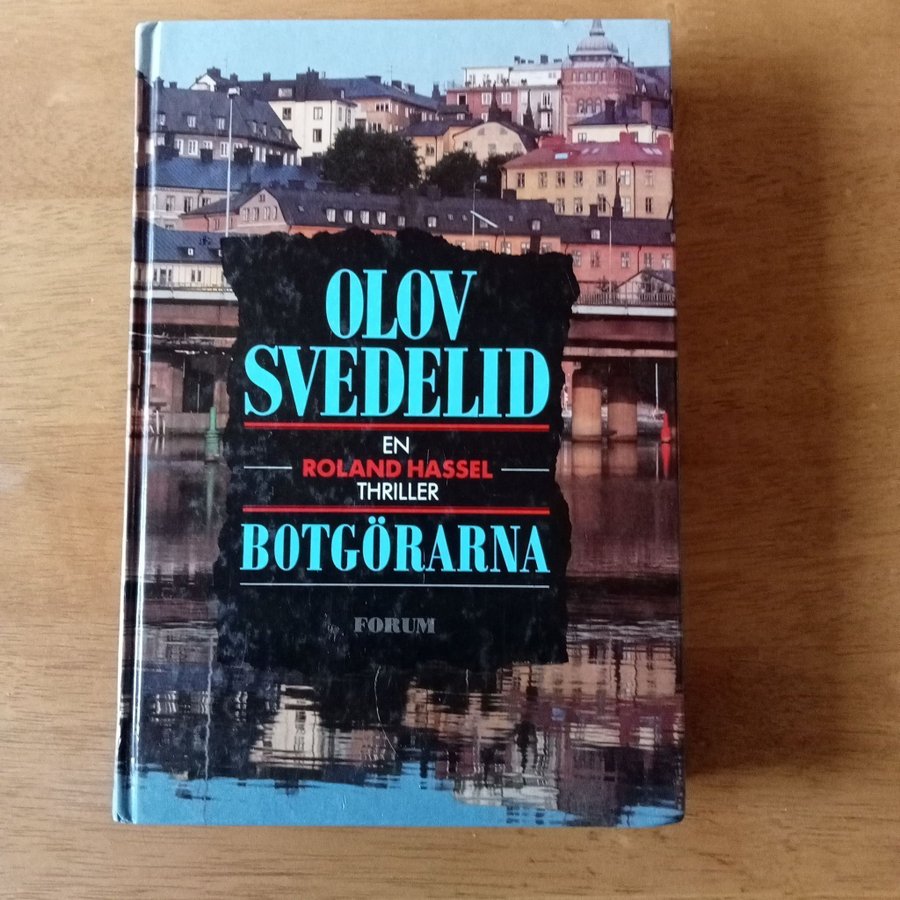 OLOV
SVEDELID
EN
ROLAND HASSEL
THRILLER
BOTGÖRARNA
FORUM